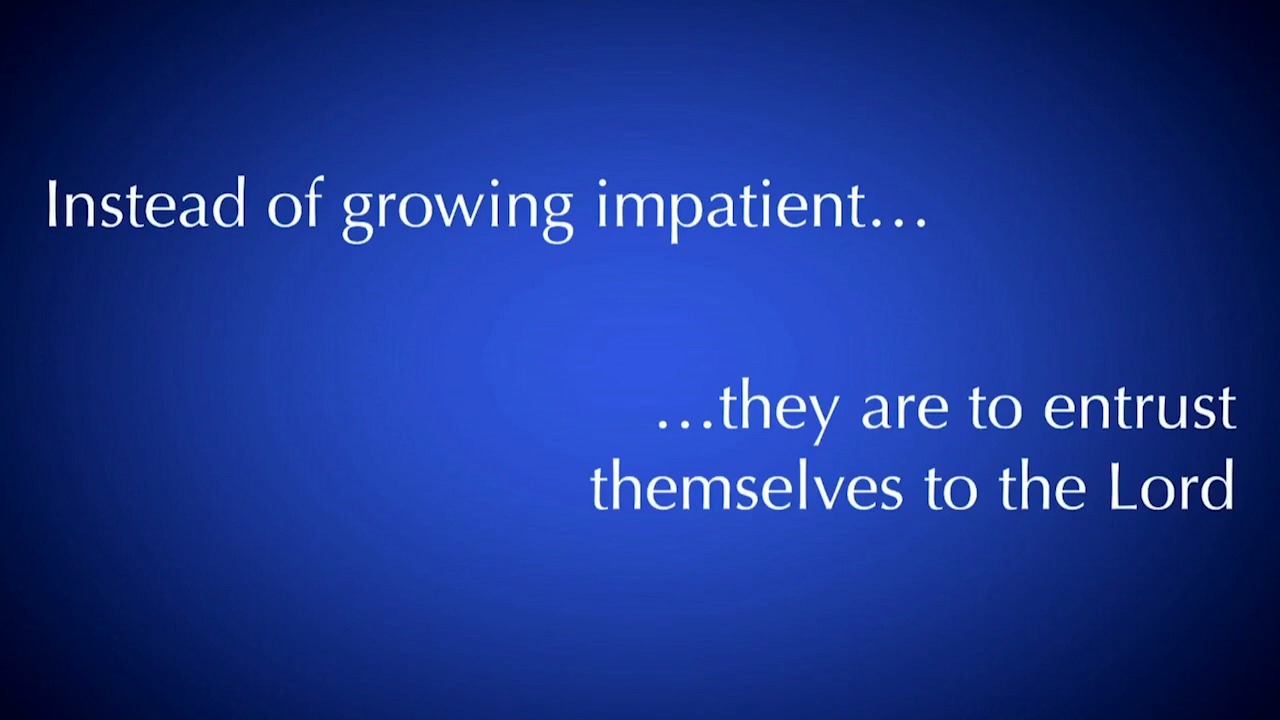 Instead of growing impatient…
…they are to entrust
themselves to the Lord